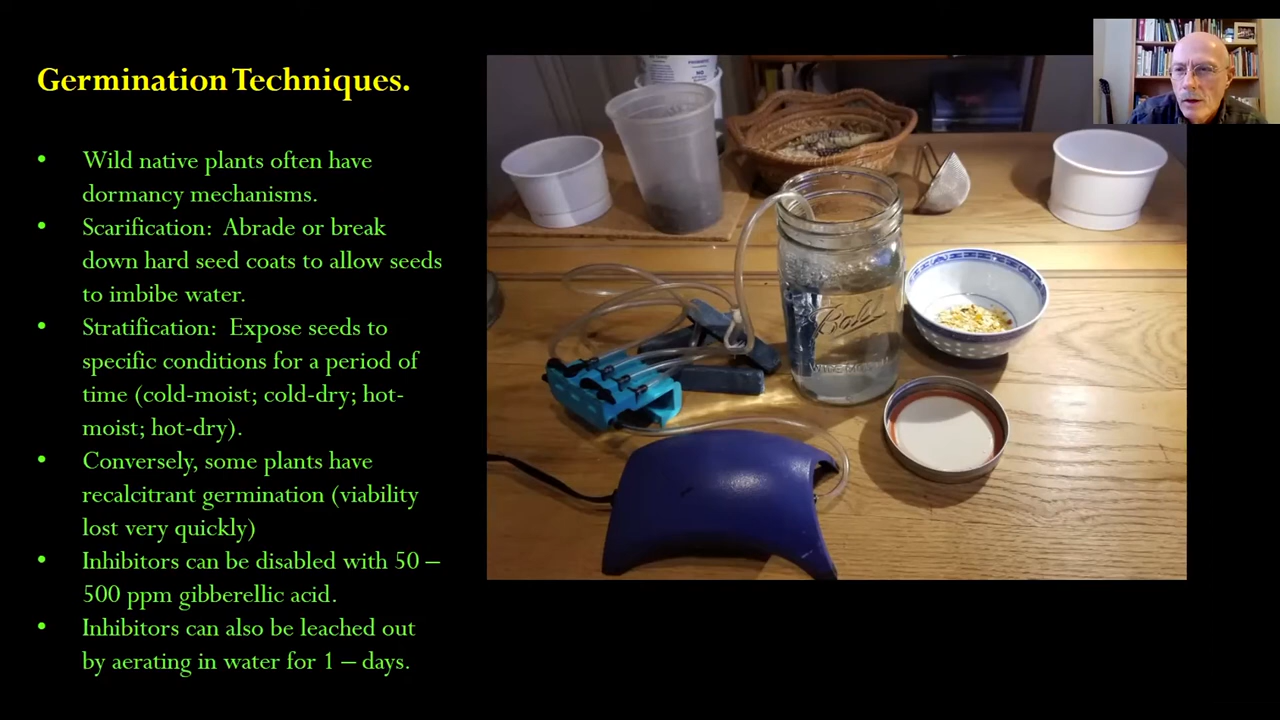 Germination Techniques.
• Wild native plants often have
dormancy mechanisms.
• Scarification: Abrade or break
down hard seed coats to allow seeds
to imbibe water.
• Stratification: Expose seeds to
specific conditions for a period of
time (cold-moist; cold-dry; hot-
moist; hot-dry).
• Conversely, some plants have
recalcitrant germination (viability
lost very quickly)
• Inhibitors can be disabled with 50 –
500 ppm gibberellic acid.
• Inhibitors can also be leached out
by aerating in water for 1 – days.
Ball